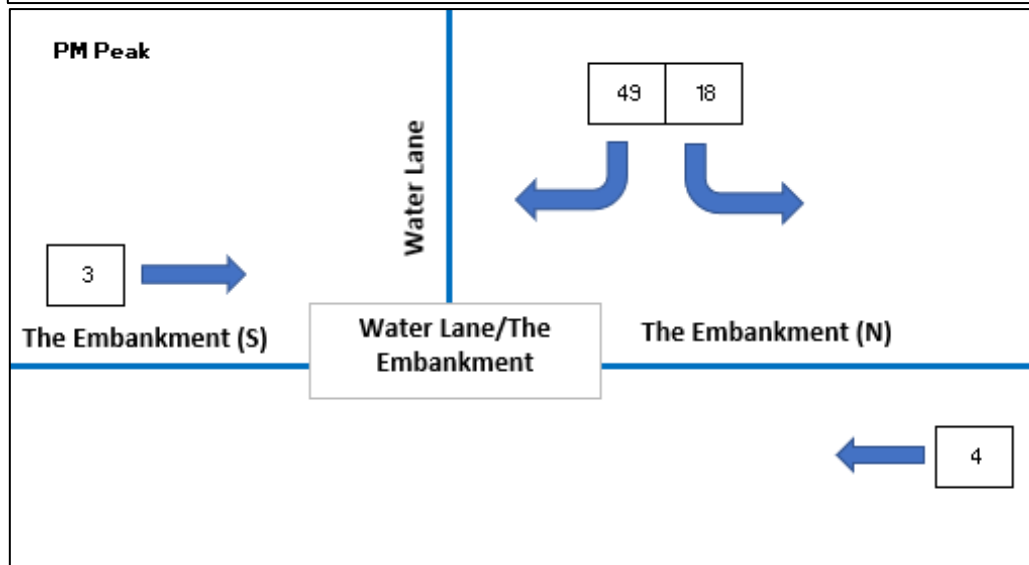 PM Peak
49 18
Water Lane
3
The Embankment (S)
Water Lane/The
Embankment
The Embankment (N)
4